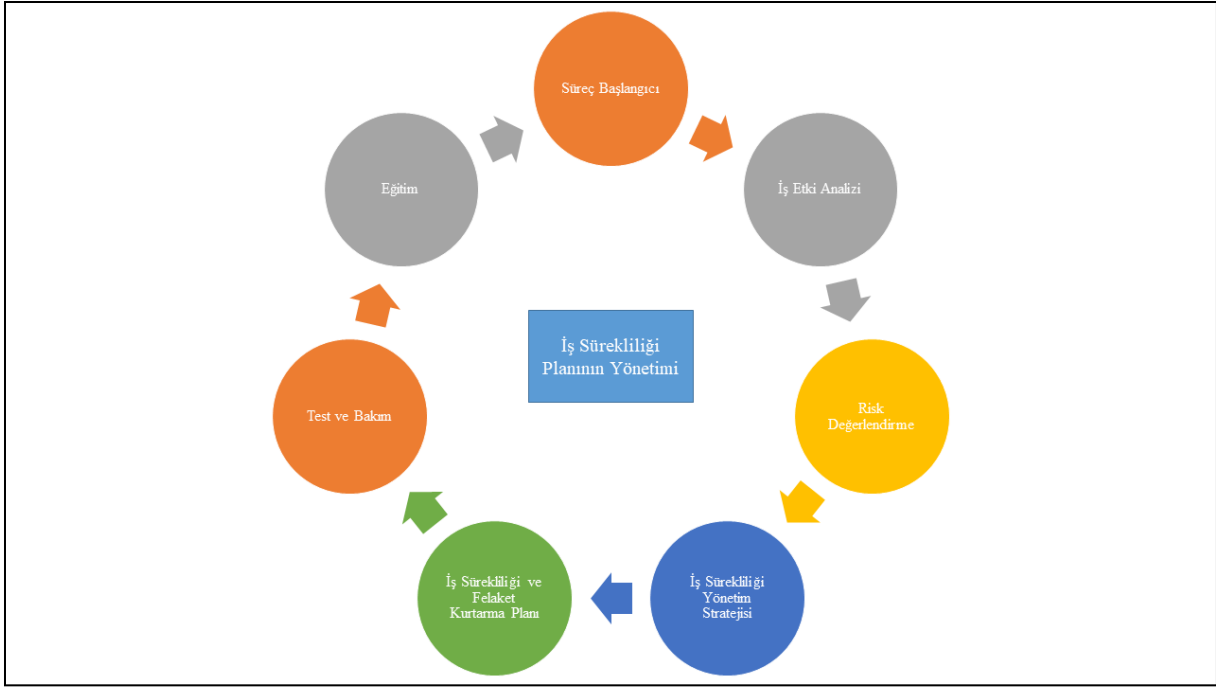 Süreç Başlangıcı
İş Etki Analizi
Risk
Değerlendirme
İş Sürekliliği
Yönetim
Stratejisi
İş Sürekliliği ve
Felaket
Kurtarma Planı
Test ve Bakım
Eğitim
İş Sürekliliği
Planının Yönetimi